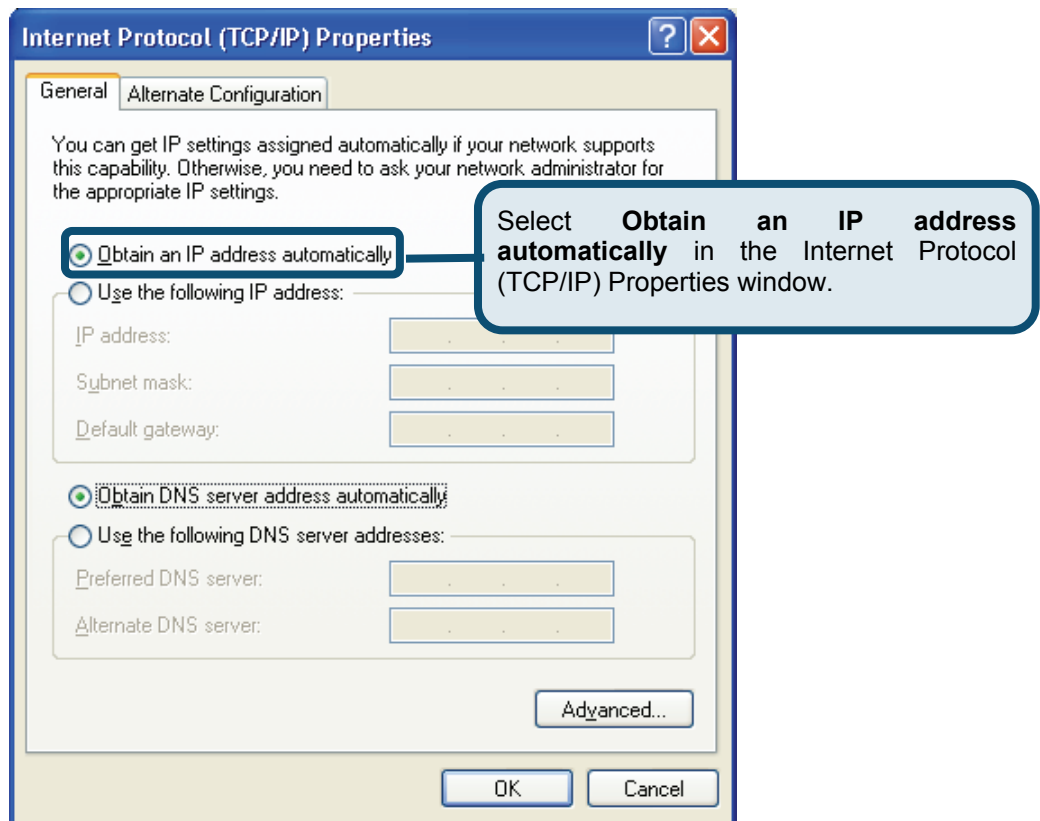 Internet Protocol (TCP/IP) Properties
General
Alternate Configuration
You can get IP settings assigned automatically if your network supports
this capability. Otherwise, you need to ask your network administrator for
the appropriate IP settings.
Select Obtain an IP address
automatically in the Internet Protocol
(TCP/IP) Properties window.
Obtain an IP address automatically
Use the following IP address:
IP address:
Subnet mask:
Default gateway:
Obtain DNS server address automatically
Use the following DNS server addresses:
Preferred DNS server:
Alternate DNS server:
Advanced...
OK
Cancel